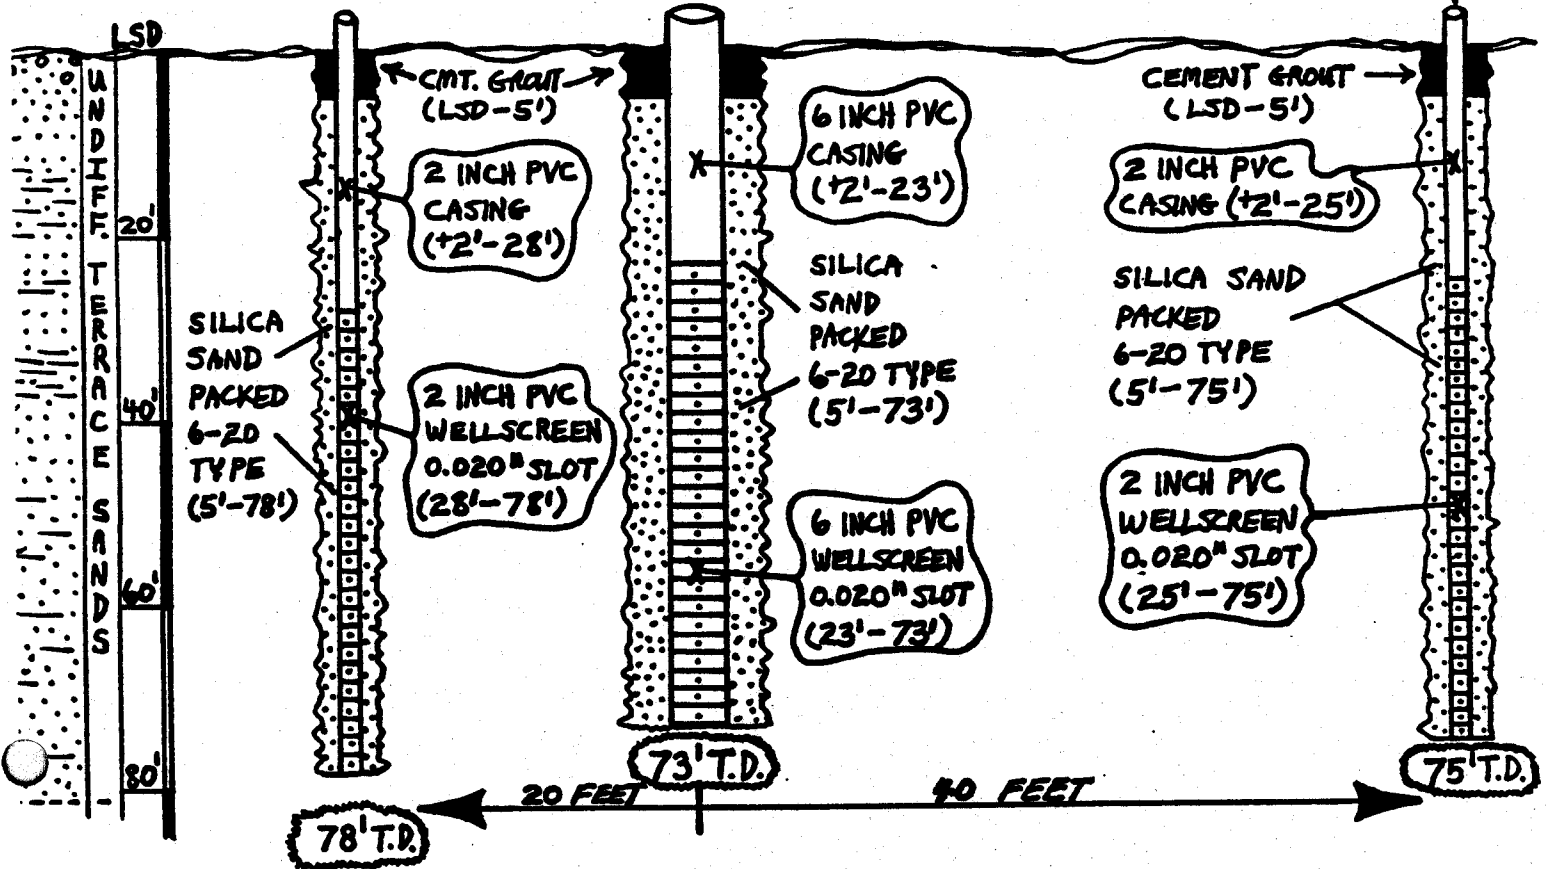 LSD
UNDIFF. TERRACE SANDS
20'
40'
60'
80'
CMT. GROUT
(LSD-5')
2 INCH PVC
CASING
(+2'-28')
SILICA
SAND
PACKED
6-20
TYPE
(5'-78')
2 INCH PVC
WELLSCREEN
0.020" SLOT
(28'-78')
78' T.D.
6 INCH PVC
CASING
(+2'-23')
SILICA
SAND
PACKED
6-20 TYPE
(5'-73')
6 INCH PVC
WELLSCREEN
0.020" SLOT
(23'-73')
73' T.D.
CEMENT GROUT
(LSD-5')
2 INCH PVC
CASING (+2'-25')
SILICA SAND
PACKED
6-20 TYPE
(5'-75')
2 INCH PVC
WELLSCREEN
0.020" SLOT
(25'-75')
75' T.D.
20 FEET
40 FEET